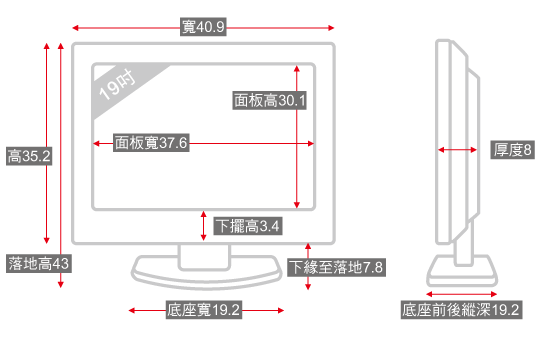 寬40.9
19吋
面板高30.1
面板寬37.6
高35.2
厚度8
下擺高3.4
落地高43
下緣至落地7.8
底座寬19.2
底座前後縱深19.2